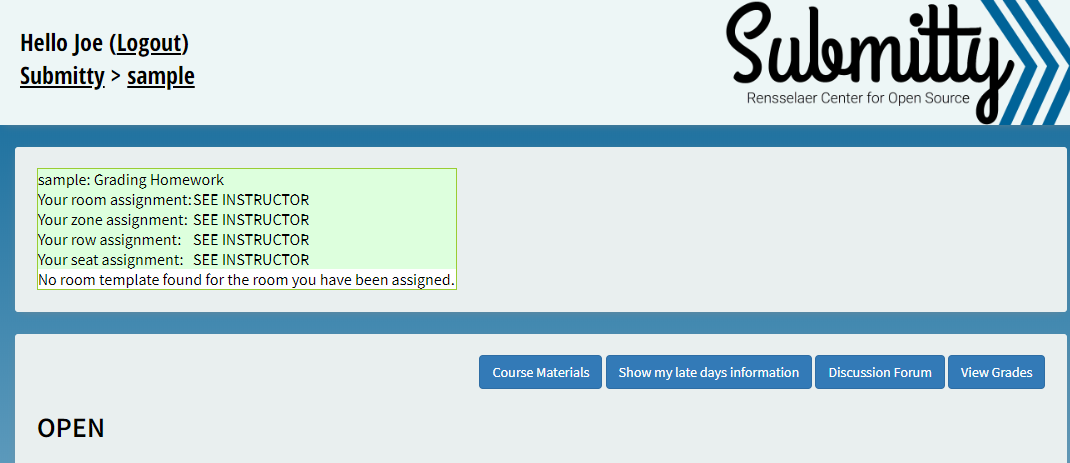 Hello Joe (Logout)
Submitty > sample
Submitty
Rensselaer Center for Open Source
sample: Grading Homework
Your room assignment: SEE INSTRUCTOR
Your zone assignment: SEE INSTRUCTOR
Your row assignment: SEE INSTRUCTOR
Your seat assignment: SEE INSTRUCTOR
No room template found for the room you have been assigned.
Course Materials Show my late days information Discussion Forum View Grades
OPEN